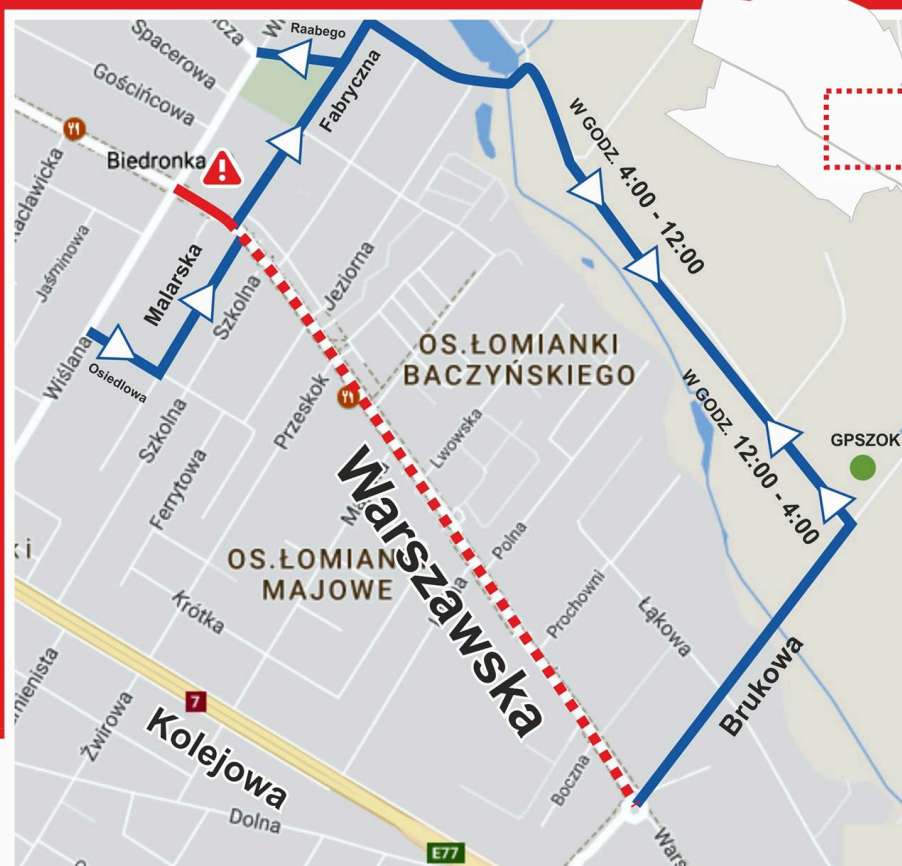 Raabego
Spacerowa
Gościńcowa
Fabryczna
Biedronka
W GODZ. 4:00 - 12:00
Jaśminowa
Malarska
Szkolna
Jeziorna
Wiślana
Osiedlowa
OS.ŁOMIANKI
BACZYŃSKIEGO
Przeskok
Szkolna
Lwowska
W GODZ. 12:00 - 4:00
GPSZOK
Ferrytowa
Warszawska
Polna
OS.ŁOMIAN
MAJOWE
Prochowni
Łąkowa
Krótka
Brukowa
7
Żwirowa
Kolejowa
Boczna
Dolna
E77